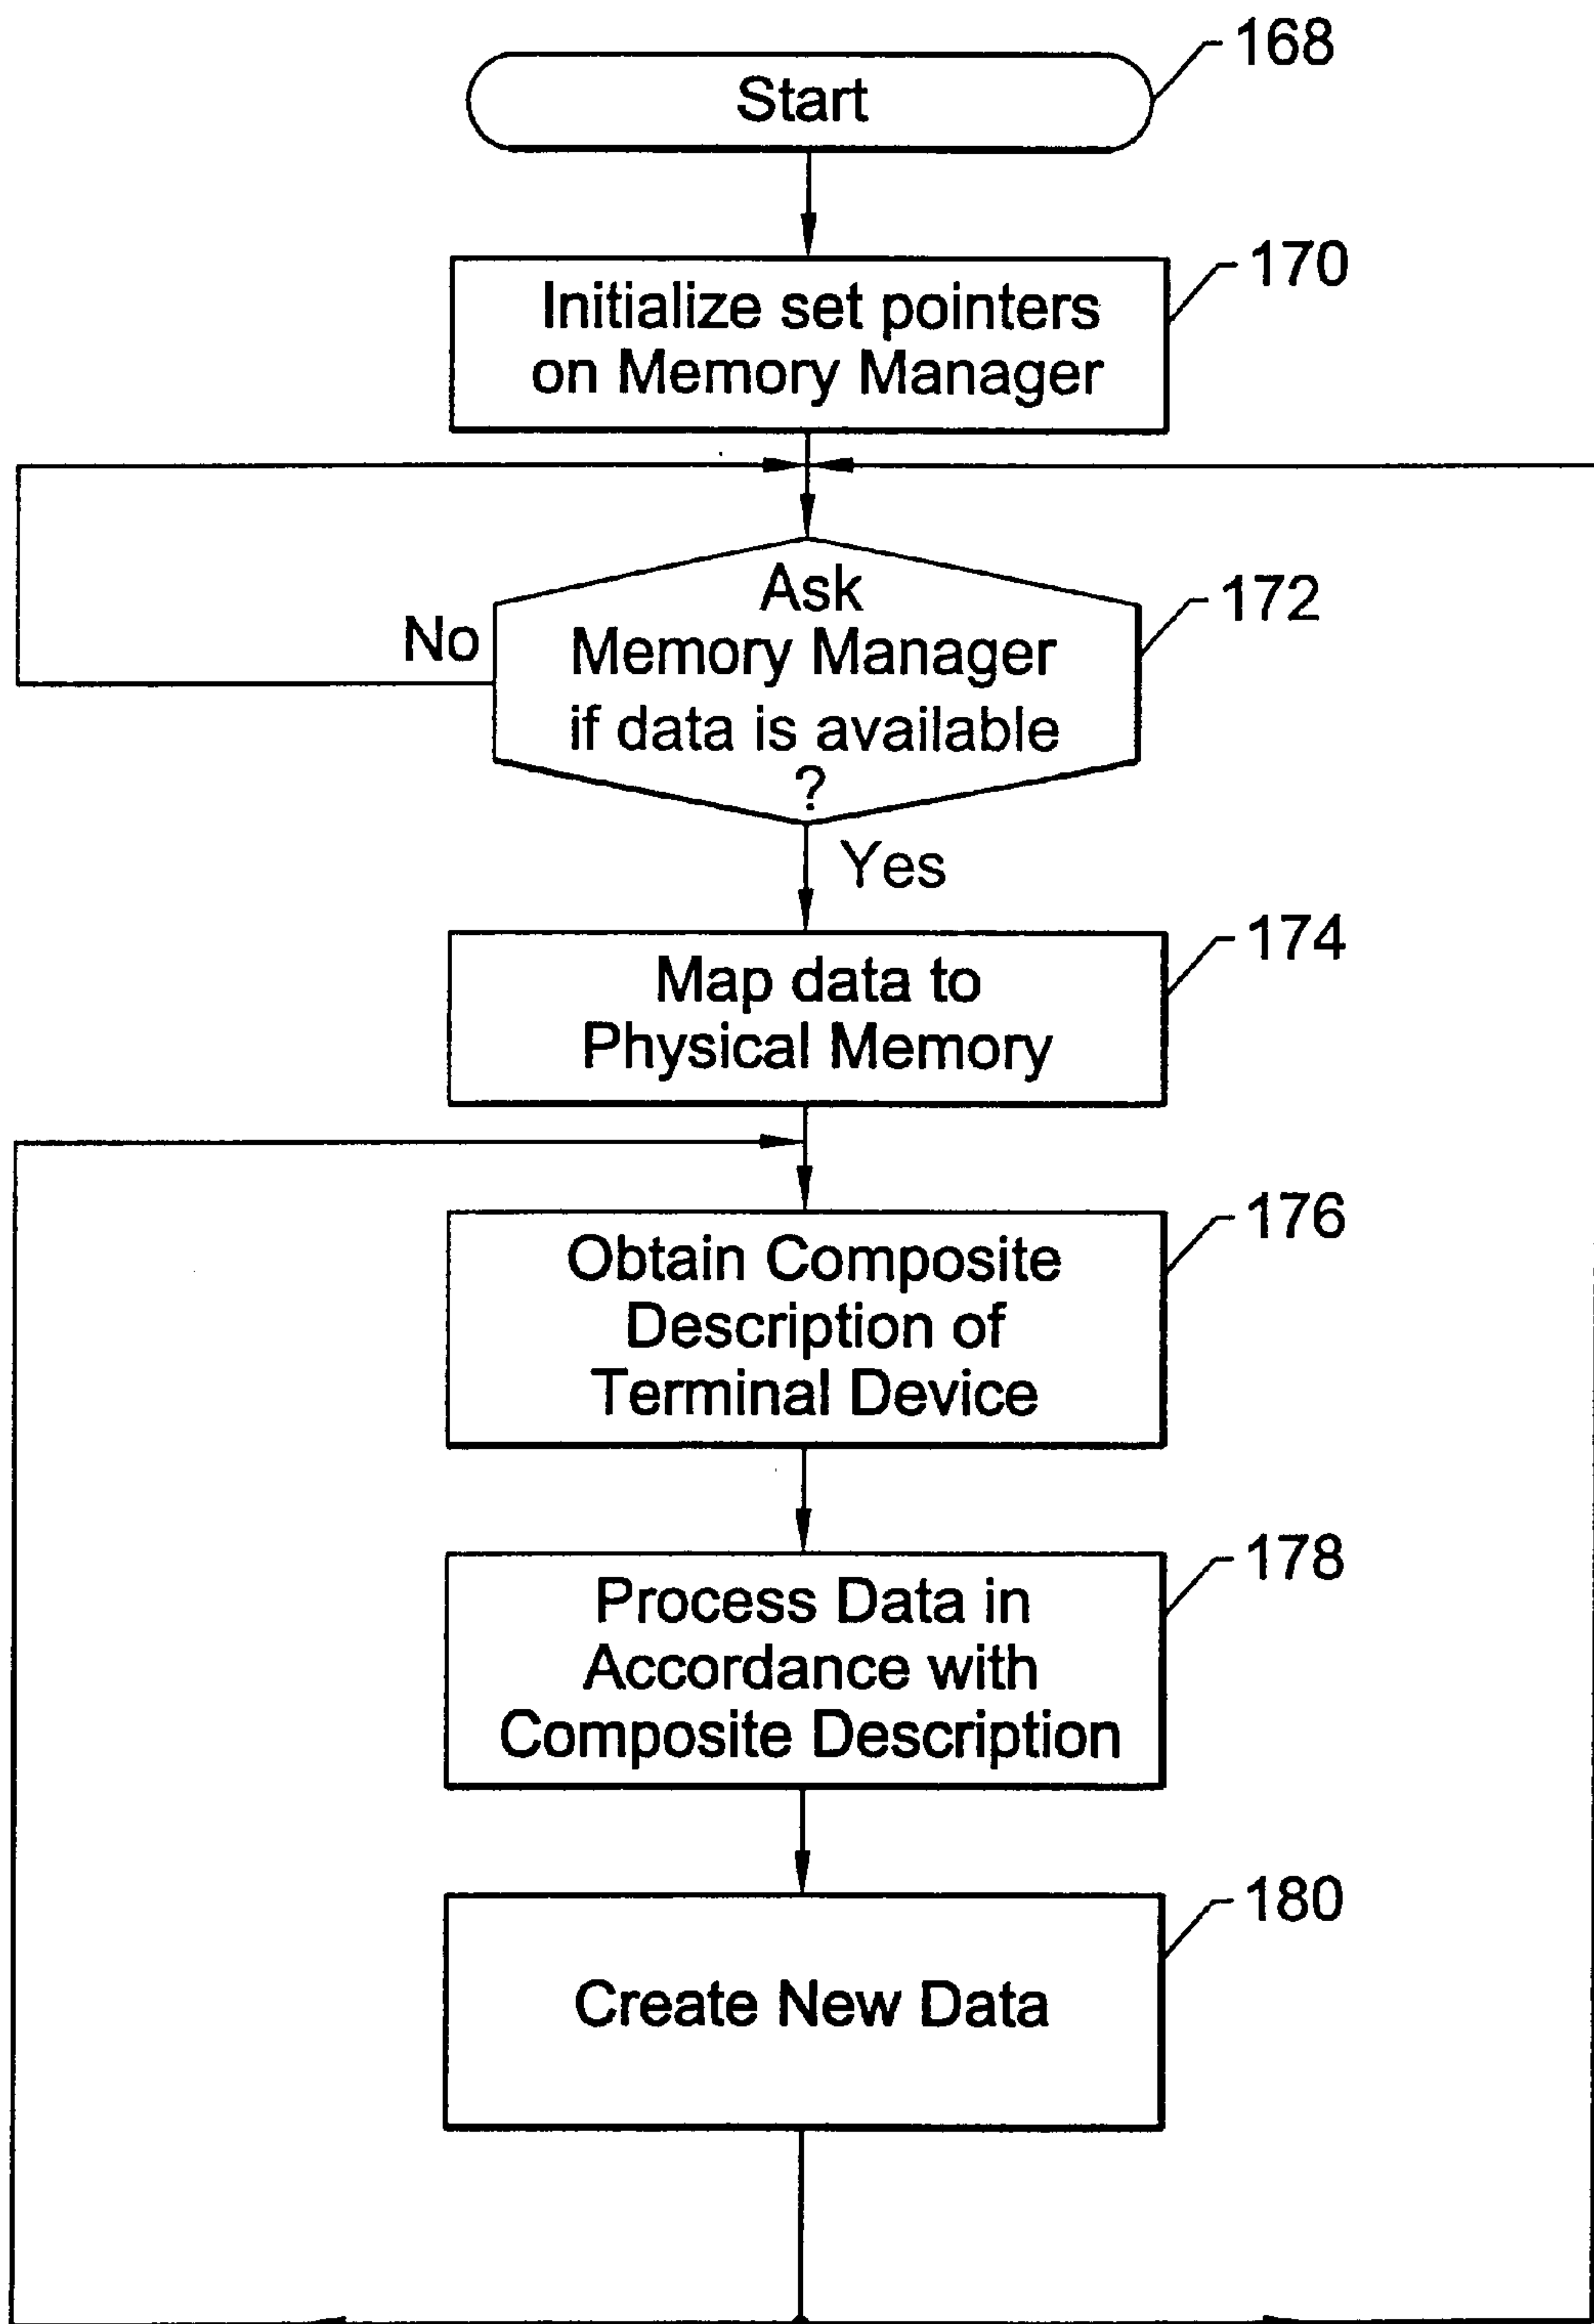 Start
168
Initialize set pointers
on Memory Manager
170
Ask
Memory Manager
if data is available
?
172
No
Yes
Map data to
Physical Memory
174
Obtain Composite
Description of
Terminal Device
176
Process Data in
Accordance with
Composite Description
178
Create New Data
180